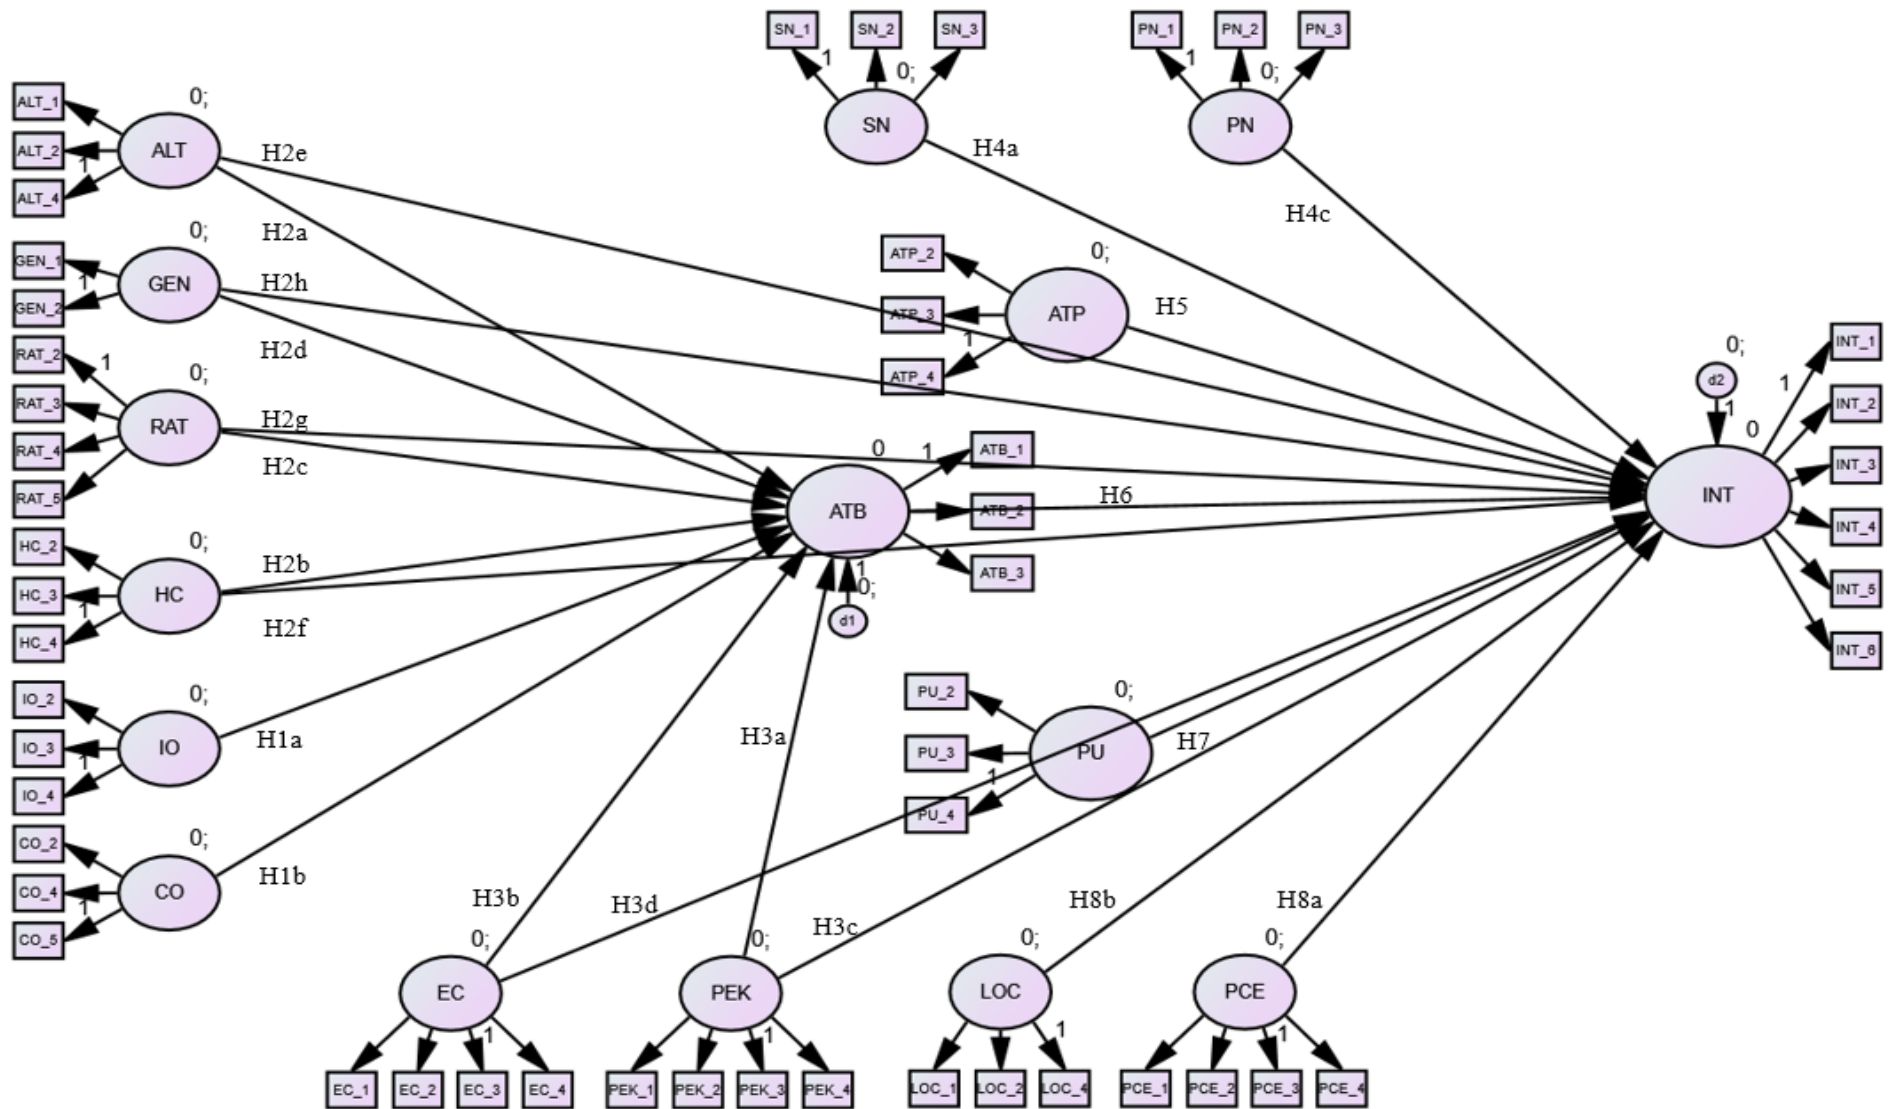 SN_1
SN_2
SN_3
PN_1
PN_2
PN_3
1
0;
1
0;
SN
PN
ALT_1
ALT_2
ALT_4
0;
1
ALT
H2e
H4a
H4c
H2a
GEN_1
GEN_2
0;
1
GEN
H2h
H2d
ATP_2
ATP_3
ATP_4
0;
1
ATP
H5
RAT_2
RAT_3
RAT_4
RAT_5
1
0;
RAT
H2g
H2c
0
1
ATB
ATB_1
ATB_2
ATB_3
H6
1
0;
d1
0;
d2
1
0
INT
1
INT_1
INT_2
INT_3
INT_4
INT_5
INT_6
HC_2
HC_3
HC_4
0;
1
HC
H2b
H2f
IO_2
IO_3
IO_4
0;
1
IO
H1a
H3a
PU_2
PU_3
PU_4
0;
1
PU
H7
CO_2
CO_4
CO_5
0;
1
CO
H1b
H3b
H3d
H3c
H8b
H8a
0;
0;
0;
0;
EC
PEK
LOC
PCE
1
1
1
1
EC_1
EC_2
EC_3
EC_4
PEK_1
PEK_2
PEK_3
PEK_4
LOC_1
LOC_2
LOC_4
PCE_1
PCE_2
PCE_3
PCE_4